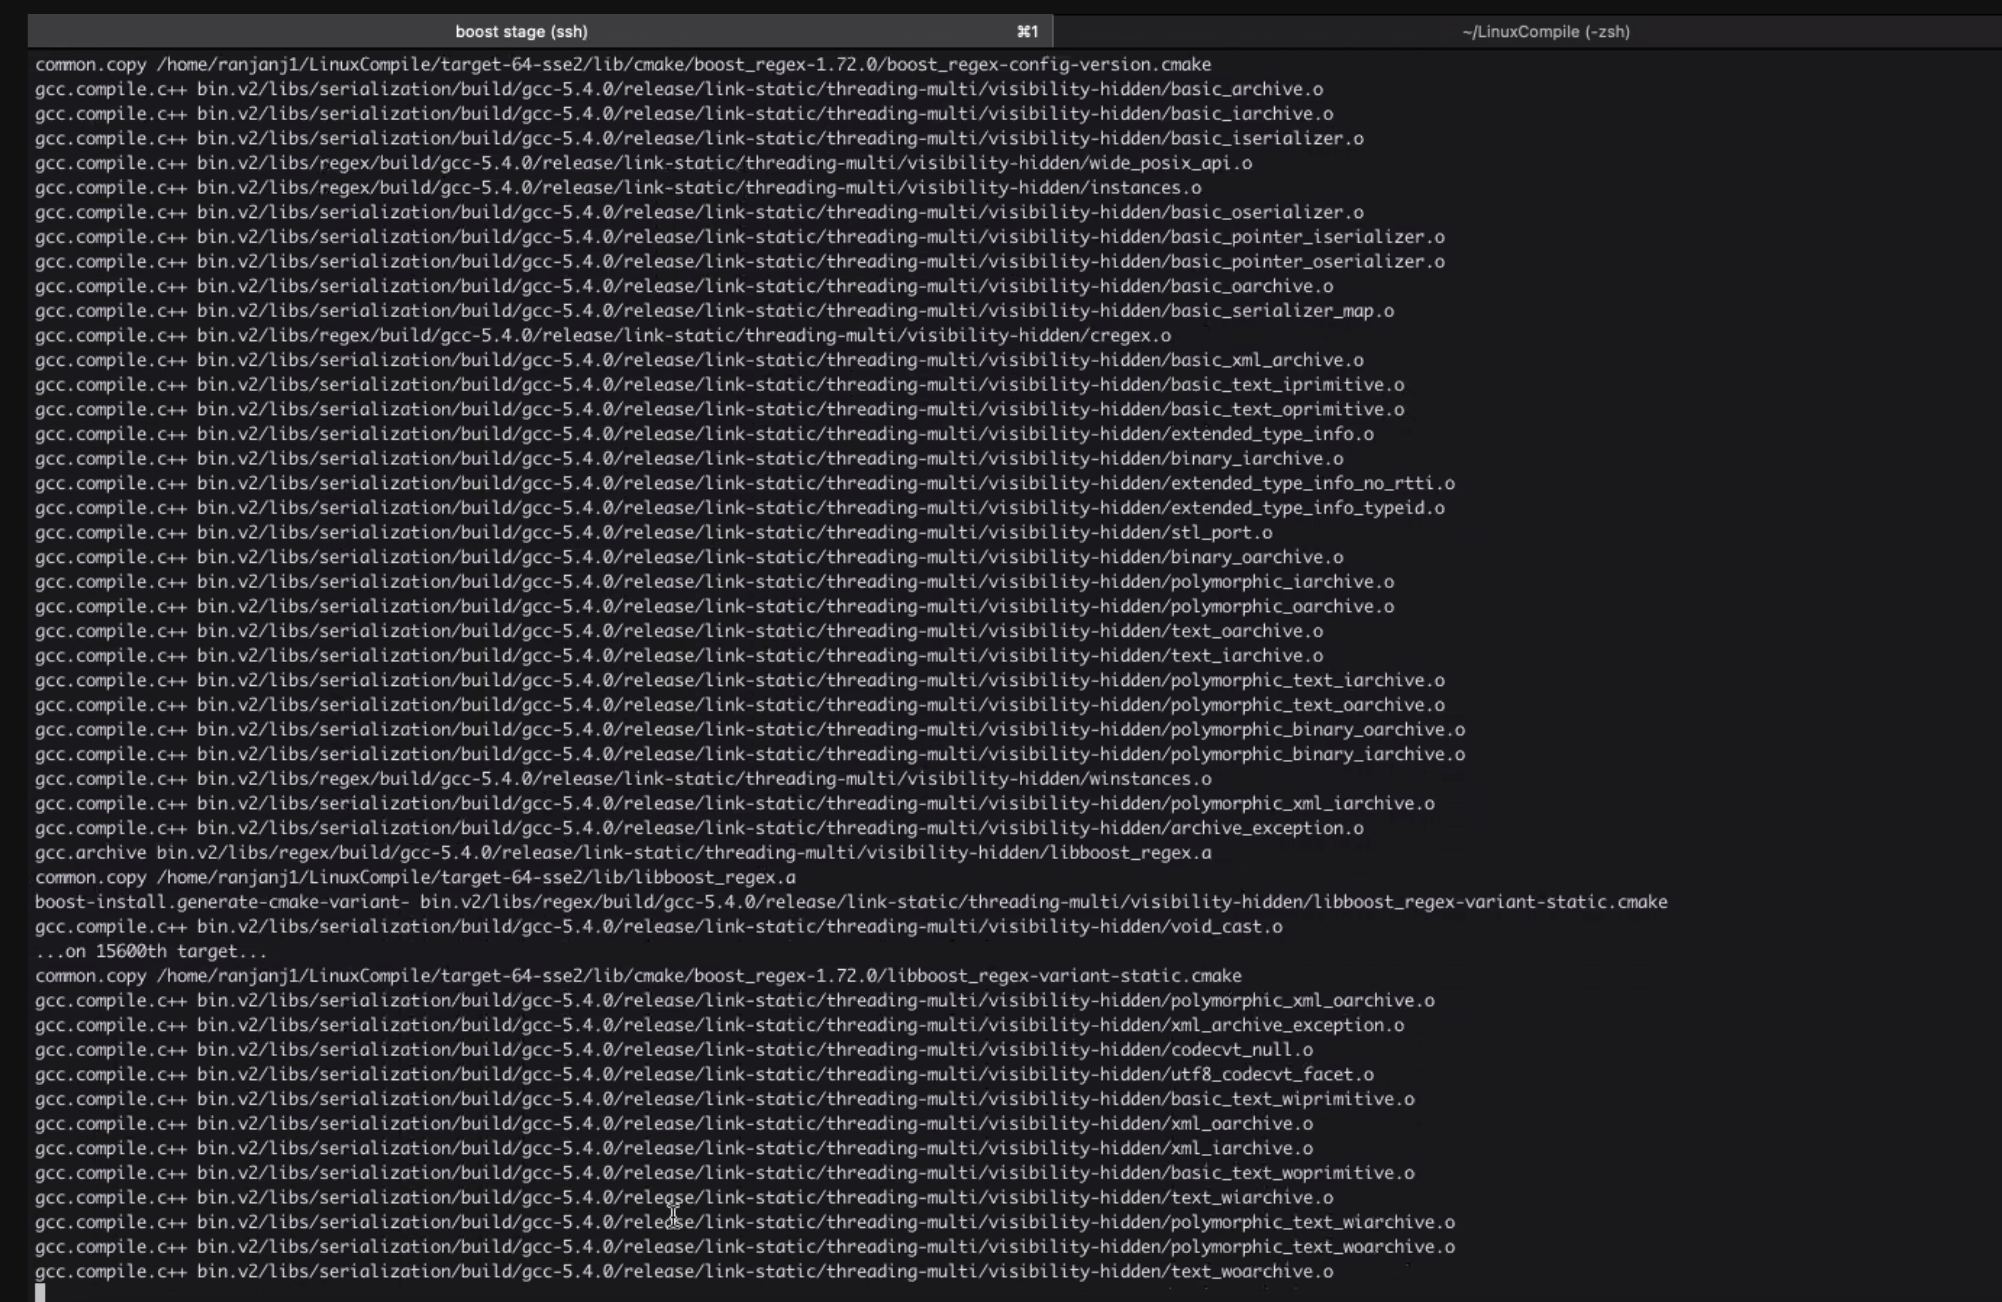 boost stage (ssh) ⌘1 ~/LinuxCompile (-zsh)
common.copy /home/ranjanj1/LinuxCompile/target-64-sse2/lib/cmake/boost_regex-1.72.0/boost_regex-config-version.cmake
gcc.compile.c++ bin.v2/libs/serialization/build/gcc-5.4.0/release/link-static/threading-multi/visibility-hidden/basic_archive.o
gcc.compile.c++ bin.v2/libs/serialization/build/gcc-5.4.0/release/link-static/threading-multi/visibility-hidden/basic_iarchive.o
gcc.compile.c++ bin.v2/libs/serialization/build/gcc-5.4.0/release/link-static/threading-multi/visibility-hidden/basic_iserializer.o
gcc.compile.c++ bin.v2/libs/regex/build/gcc-5.4.0/release/link-static/threading-multi/visibility-hidden/wide_posix_api.o
gcc.compile.c++ bin.v2/libs/regex/build/gcc-5.4.0/release/link-static/threading-multi/visibility-hidden/instances.o
gcc.compile.c++ bin.v2/libs/serialization/build/gcc-5.4.0/release/link-static/threading-multi/visibility-hidden/basic_oserializer.o
gcc.compile.c++ bin.v2/libs/serialization/build/gcc-5.4.0/release/link-static/threading-multi/visibility-hidden/basic_pointer_iserializer.o
gcc.compile.c++ bin.v2/libs/serialization/build/gcc-5.4.0/release/link-static/threading-multi/visibility-hidden/basic_pointer_oserializer.o
gcc.compile.c++ bin.v2/libs/serialization/build/gcc-5.4.0/release/link-static/threading-multi/visibility-hidden/basic_oarchive.o
gcc.compile.c++ bin.v2/libs/serialization/build/gcc-5.4.0/release/link-static/threading-multi/visibility-hidden/basic_serializer_map.o
gcc.compile.c++ bin.v2/libs/regex/build/gcc-5.4.0/release/link-static/threading-multi/visibility-hidden/cregex.o
gcc.compile.c++ bin.v2/libs/serialization/build/gcc-5.4.0/release/link-static/threading-multi/visibility-hidden/basic_xml_archive.o
gcc.compile.c++ bin.v2/libs/serialization/build/gcc-5.4.0/release/link-static/threading-multi/visibility-hidden/basic_text_iprimitive.o
gcc.compile.c++ bin.v2/libs/serialization/build/gcc-5.4.0/release/link-static/threading-multi/visibility-hidden/basic_text_oprimitive.o
gcc.compile.c++ bin.v2/libs/serialization/build/gcc-5.4.0/release/link-static/threading-multi/visibility-hidden/extended_type_info.o
gcc.compile.c++ bin.v2/libs/serialization/build/gcc-5.4.0/release/link-static/threading-multi/visibility-hidden/binary_iarchive.o
gcc.compile.c++ bin.v2/libs/serialization/build/gcc-5.4.0/release/link-static/threading-multi/visibility-hidden/extended_type_info_no_rtti.o
gcc.compile.c++ bin.v2/libs/serialization/build/gcc-5.4.0/release/link-static/threading-multi/visibility-hidden/extended_type_info_typeid.o
gcc.compile.c++ bin.v2/libs/serialization/build/gcc-5.4.0/release/link-static/threading-multi/visibility-hidden/stl_port.o
gcc.compile.c++ bin.v2/libs/serialization/build/gcc-5.4.0/release/link-static/threading-multi/visibility-hidden/binary_oarchive.o
gcc.compile.c++ bin.v2/libs/serialization/build/gcc-5.4.0/release/link-static/threading-multi/visibility-hidden/polymorphic_iarchive.o
gcc.compile.c++ bin.v2/libs/serialization/build/gcc-5.4.0/release/link-static/threading-multi/visibility-hidden/polymorphic_oarchive.o
gcc.compile.c++ bin.v2/libs/serialization/build/gcc-5.4.0/release/link-static/threading-multi/visibility-hidden/text_oarchive.o
gcc.compile.c++ bin.v2/libs/serialization/build/gcc-5.4.0/release/link-static/threading-multi/visibility-hidden/text_iarchive.o
gcc.compile.c++ bin.v2/libs/serialization/build/gcc-5.4.0/release/link-static/threading-multi/visibility-hidden/polymorphic_text_iarchive.o
gcc.compile.c++ bin.v2/libs/serialization/build/gcc-5.4.0/release/link-static/threading-multi/visibility-hidden/polymorphic_text_oarchive.o
gcc.compile.c++ bin.v2/libs/serialization/build/gcc-5.4.0/release/link-static/threading-multi/visibility-hidden/polymorphic_binary_oarchive.o
gcc.compile.c++ bin.v2/libs/serialization/build/gcc-5.4.0/release/link-static/threading-multi/visibility-hidden/polymorphic_binary_iarchive.o
gcc.compile.c++ bin.v2/libs/regex/build/gcc-5.4.0/release/link-static/threading-multi/visibility-hidden/winstances.o
gcc.compile.c++ bin.v2/libs/serialization/build/gcc-5.4.0/release/link-static/threading-multi/visibility-hidden/polymorphic_xml_iarchive.o
gcc.compile.c++ bin.v2/libs/serialization/build/gcc-5.4.0/release/link-static/threading-multi/visibility-hidden/archive_exception.o
gcc.archive bin.v2/libs/regex/build/gcc-5.4.0/release/link-static/threading-multi/visibility-hidden/libboost_regex.a
common.copy /home/ranjanj1/LinuxCompile/target-64-sse2/lib/libboost_regex.a
boost-install.generate-cmake-variant- bin.v2/libs/regex/build/gcc-5.4.0/release/link-static/threading-multi/visibility-hidden/libboost_regex-variant-static.cmake
gcc.compile.c++ bin.v2/libs/serialization/build/gcc-5.4.0/release/link-static/threading-multi/visibility-hidden/void_cast.o
...on 15600th target...
common.copy /home/ranjanj1/LinuxCompile/target-64-sse2/lib/cmake/boost_regex-1.72.0/libboost_regex-variant-static.cmake
gcc.compile.c++ bin.v2/libs/serialization/build/gcc-5.4.0/release/link-static/threading-multi/visibility-hidden/polymorphic_xml_oarchive.o
gcc.compile.c++ bin.v2/libs/serialization/build/gcc-5.4.0/release/link-static/threading-multi/visibility-hidden/xml_archive_exception.o
gcc.compile.c++ bin.v2/libs/serialization/build/gcc-5.4.0/release/link-static/threading-multi/visibility-hidden/codecvt_null.o
gcc.compile.c++ bin.v2/libs/serialization/build/gcc-5.4.0/release/link-static/threading-multi/visibility-hidden/utf8_codecvt_facet.o
gcc.compile.c++ bin.v2/libs/serialization/build/gcc-5.4.0/release/link-static/threading-multi/visibility-hidden/basic_text_wiprimitive.o
gcc.compile.c++ bin.v2/libs/serialization/build/gcc-5.4.0/release/link-static/threading-multi/visibility-hidden/xml_oarchive.o
gcc.compile.c++ bin.v2/libs/serialization/build/gcc-5.4.0/release/link-static/threading-multi/visibility-hidden/xml_iarchive.o
gcc.compile.c++ bin.v2/libs/serialization/build/gcc-5.4.0/release/link-static/threading-multi/visibility-hidden/basic_text_woprimitive.o
gcc.compile.c++ bin.v2/libs/serialization/build/gcc-5.4.0/release/link-static/threading-multi/visibility-hidden/text_wiarchive.o
gcc.compile.c++ bin.v2/libs/serialization/build/gcc-5.4.0/release/link-static/threading-multi/visibility-hidden/polymorphic_text_wiarchive.o
gcc.compile.c++ bin.v2/libs/serialization/build/gcc-5.4.0/release/link-static/threading-multi/visibility-hidden/polymorphic_text_woarchive.o
gcc.compile.c++ bin.v2/libs/serialization/build/gcc-5.4.0/release/link-static/threading-multi/visibility-hidden/text_woarchive.o